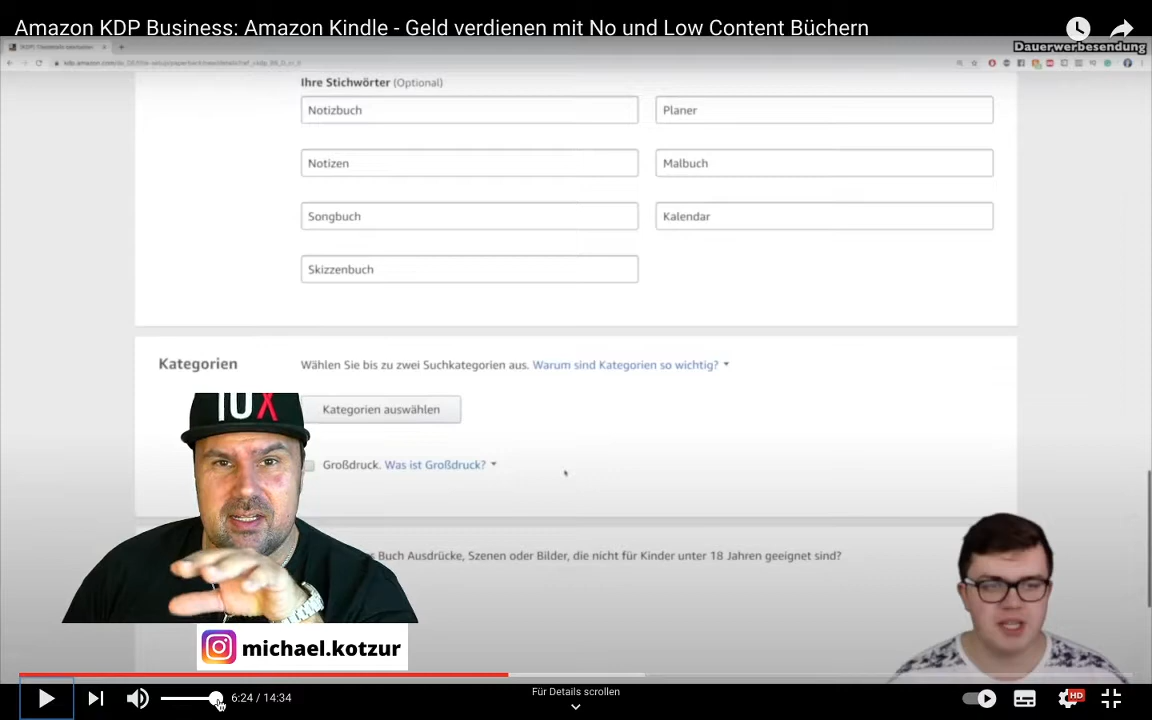 Amazon KDP Business: Amazon Kindle - Geld verdienen mit No und Low Content Büchern
Dauerwerbesendung
Ihre Stichwörter (Optional)
Notizbuch Planer
Notizen Malbuch
Songbuch Kalendar
Skizzenbuch
Kategorien Wählen Sie bis zu zwei Suchkategorien aus. Warum sind Kategorien so wichtig?
Kategorien auswählen
Großdruck. Was ist Großdruck?
Buch Ausdrücke, Szenen oder Bilder, die nicht für Kinder unter 18 Jahren geeignet sind?
michael.kotzur
6:24 / 14:34 Für Details scrollen HD